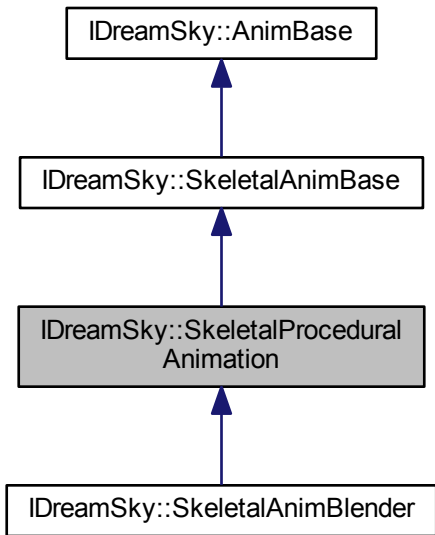 IDreamSky::AnimBase
IDreamSky::SkeletalAnimBase
IDreamSky::SkeletalProcedural
Animation
IDreamSky::SkeletalAnimBlender